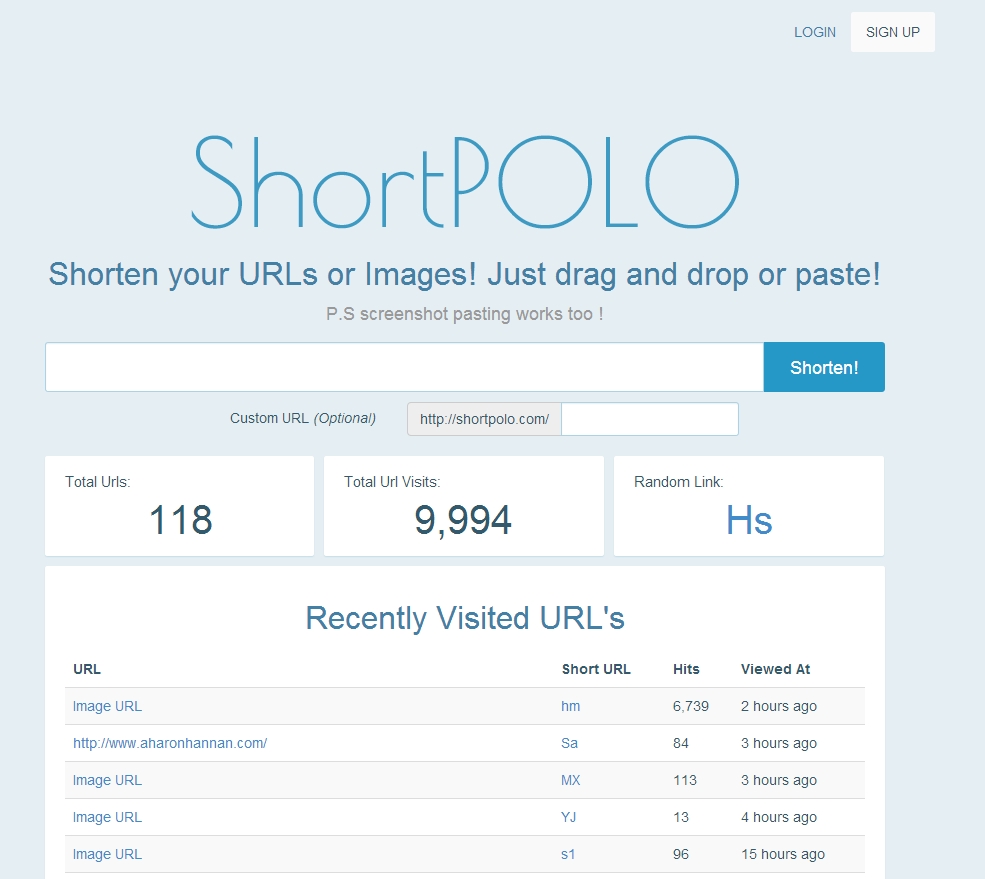 LOGIN SIGN UP
ShortPOLO
Shorten your URLs or Images! Just drag and drop or paste!
P.S screenshot pasting works too !
Shorten!
Custom URL (Optional) http://shortpolo.com/
Total Urls: Total Url Visits: Random Link:
118 9,994 Hs
Recently Visited URL's
URL Short URL Hits Viewed At
Image URL hm 6,739 2 hours ago
http://www.aharonhannan.com/ Sa 84 3 hours ago
Image URL MX 113 3 hours ago
Image URL YJ 13 4 hours ago
Image URL s1 96 15 hours ago